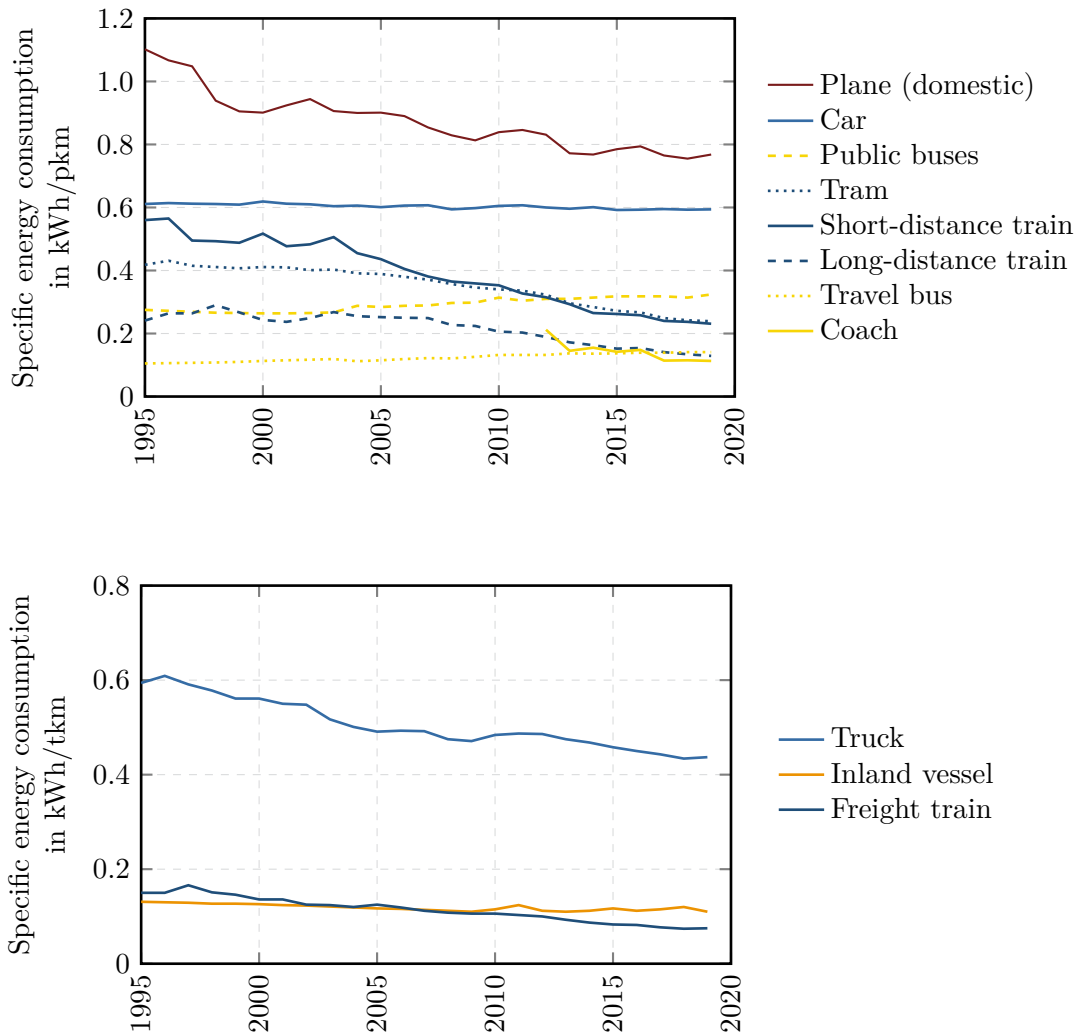 Specific energy consumption
in kWh/pkm
1.2
1.0
0.8
0.6
0.4
0.2
0
1995
2000
2005
2010
2015
2020
Plane (domestic)
Car
Public buses
Tram
Short-distance train
Long-distance train
Travel bus
Coach
Specific energy consumption
in kWh/tkm
0.8
0.6
0.4
0.2
0
1995
2000
2005
2010
2015
2020
Truck
Inland vessel
Freight train